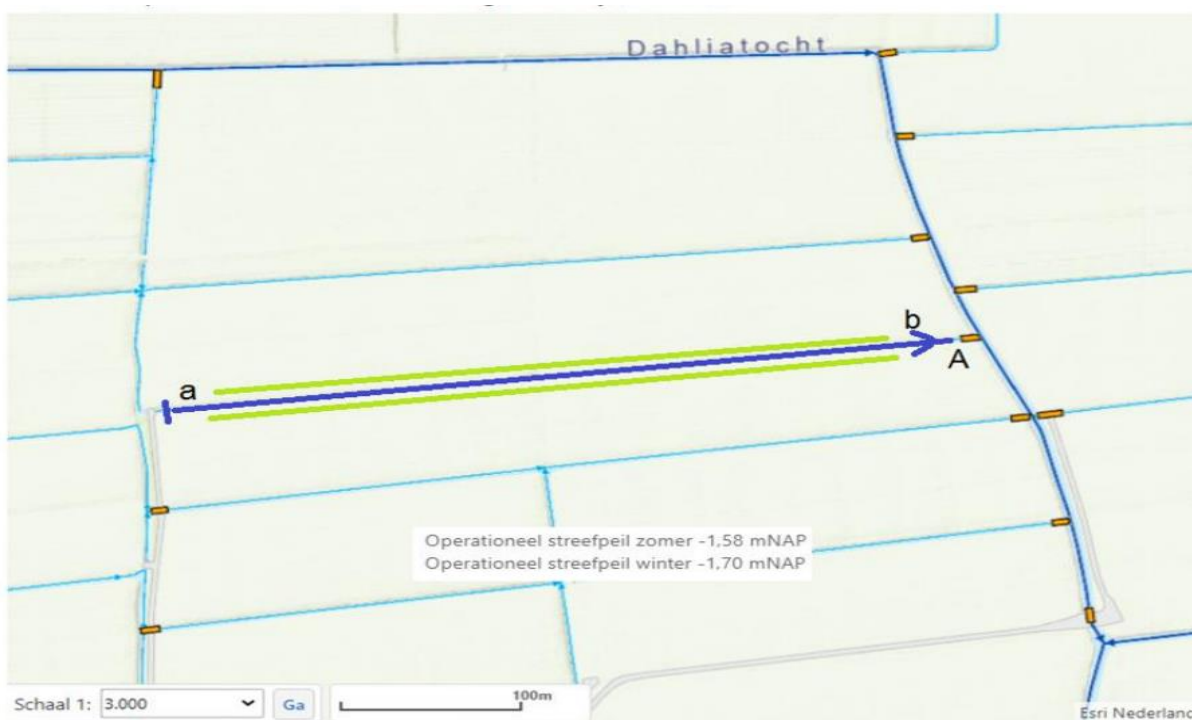 Dahliatocht
b
a
A
Operationeel streefpeil zomer -1,58 mNAP
Operationeel streefpeil winter -1,70 mNAP
Schaal 1: 3.000 Ga 100m
Esri Nederland